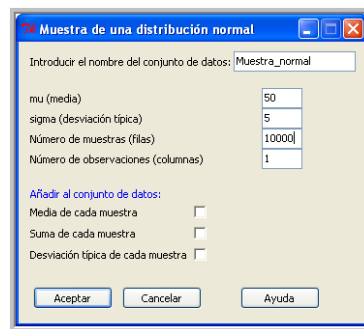 Muestra de una distribución normal
Introducir el nombre del conjunto de datos: Muestra_normal
mu (media) 50
sigma (desviación típica) 5
Número de muestras (filas) 10000
Número de observaciones (columnas) 1
Añadir al conjunto de datos:
Media de cada muestra
Suma de cada muestra
Desviación típica de cada muestra
Aceptar Cancelar Ayuda